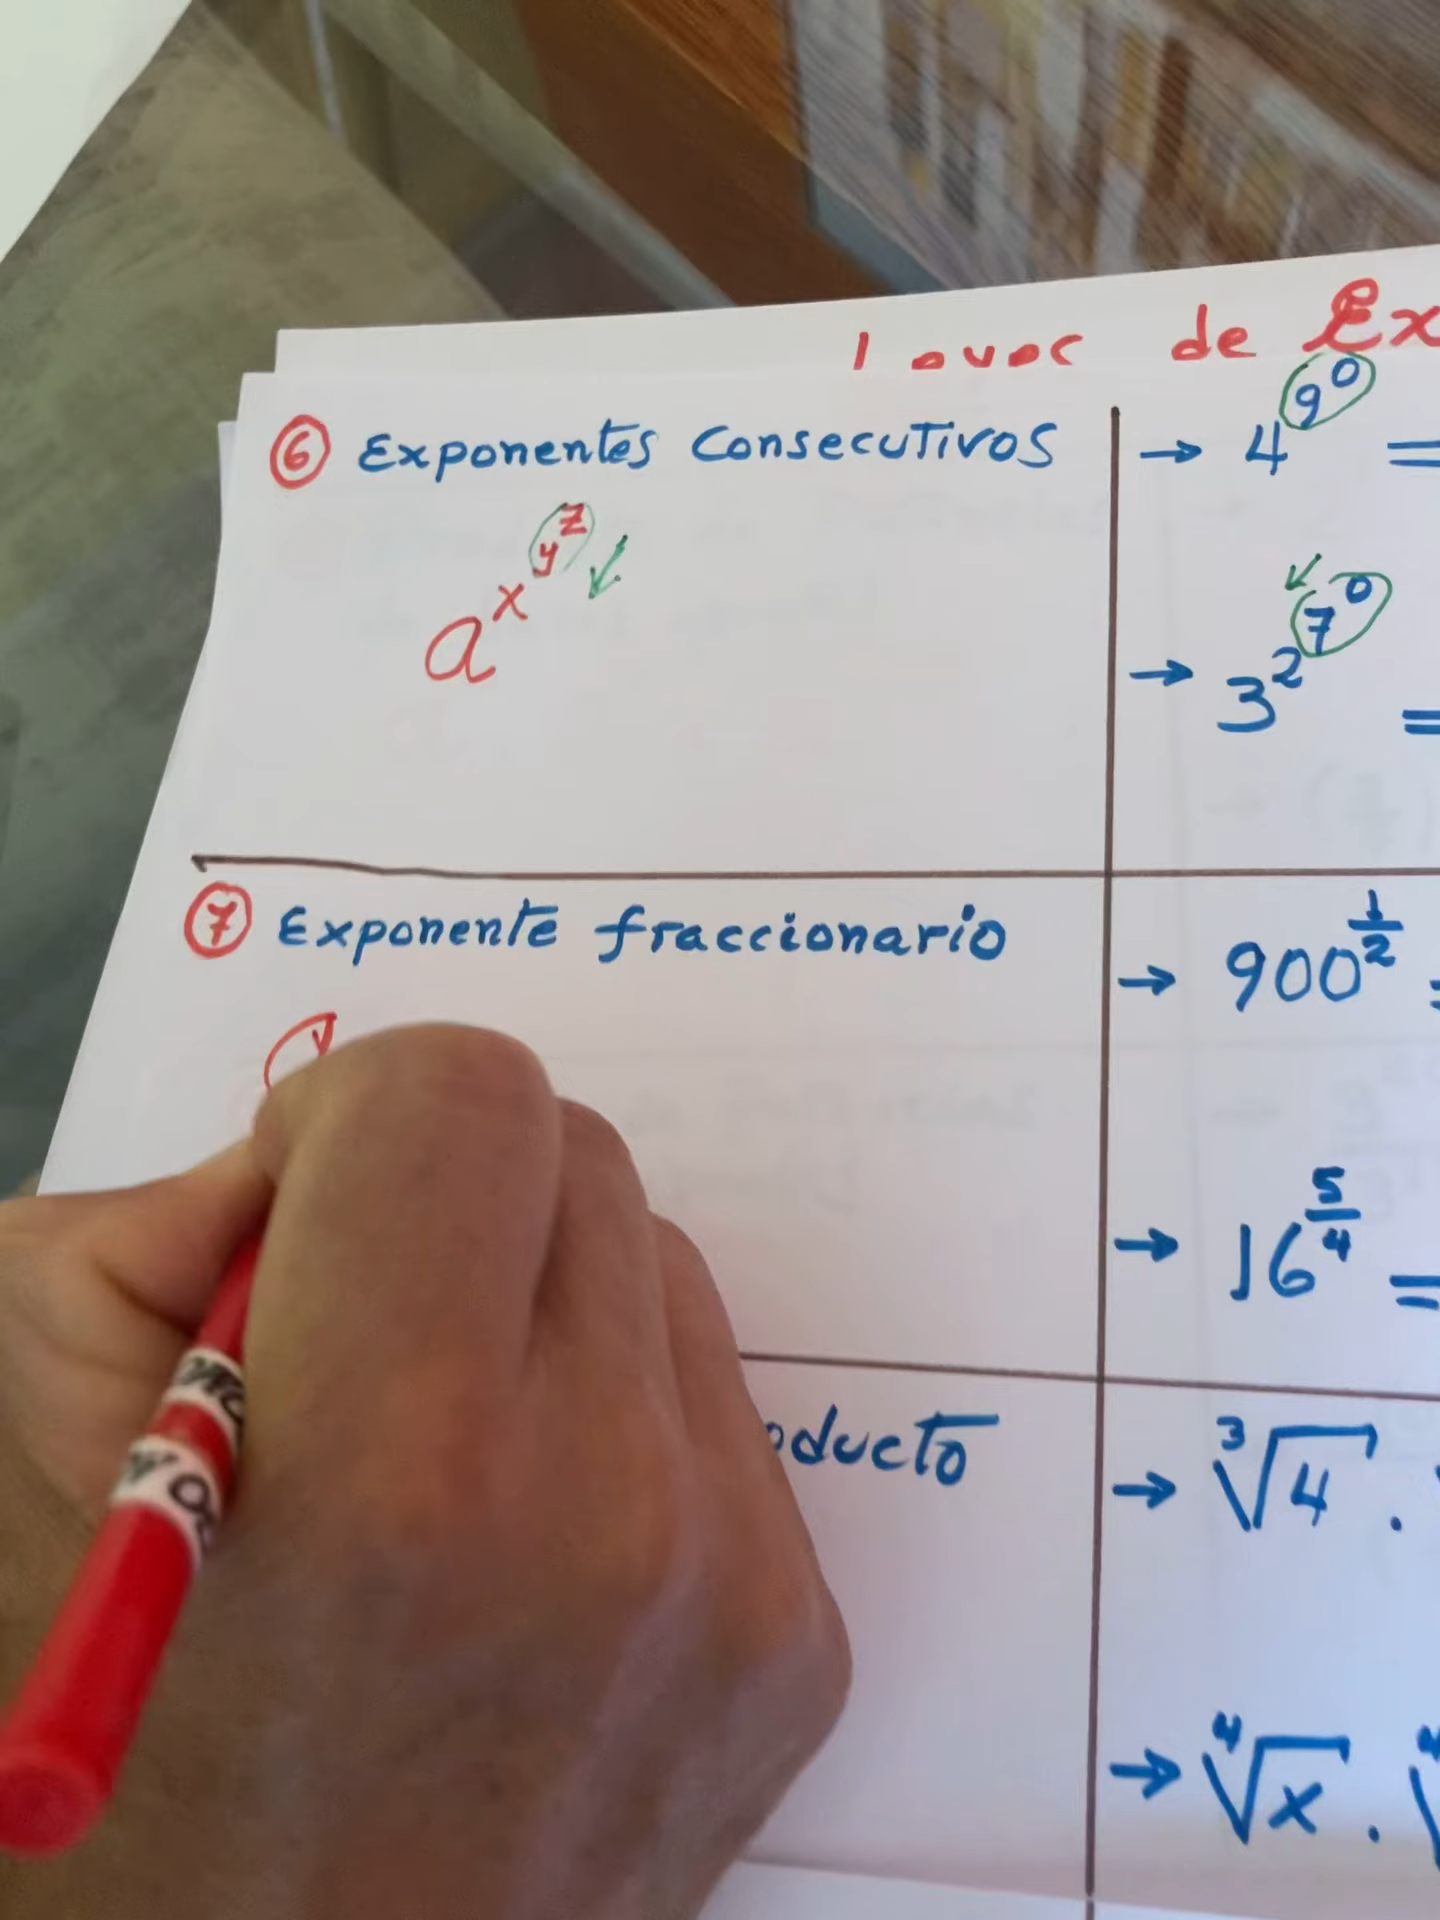 de Ex
⑥ Exponentes Consecutivos
a^x^y^z
→ 4^9^0 =
→ 3^2^7^0 =
⑦ Exponente fraccionario
→ 900^(1/2) =
→ 16^(5/4) =
oducto
→ ∛4 .
→ ∜x .